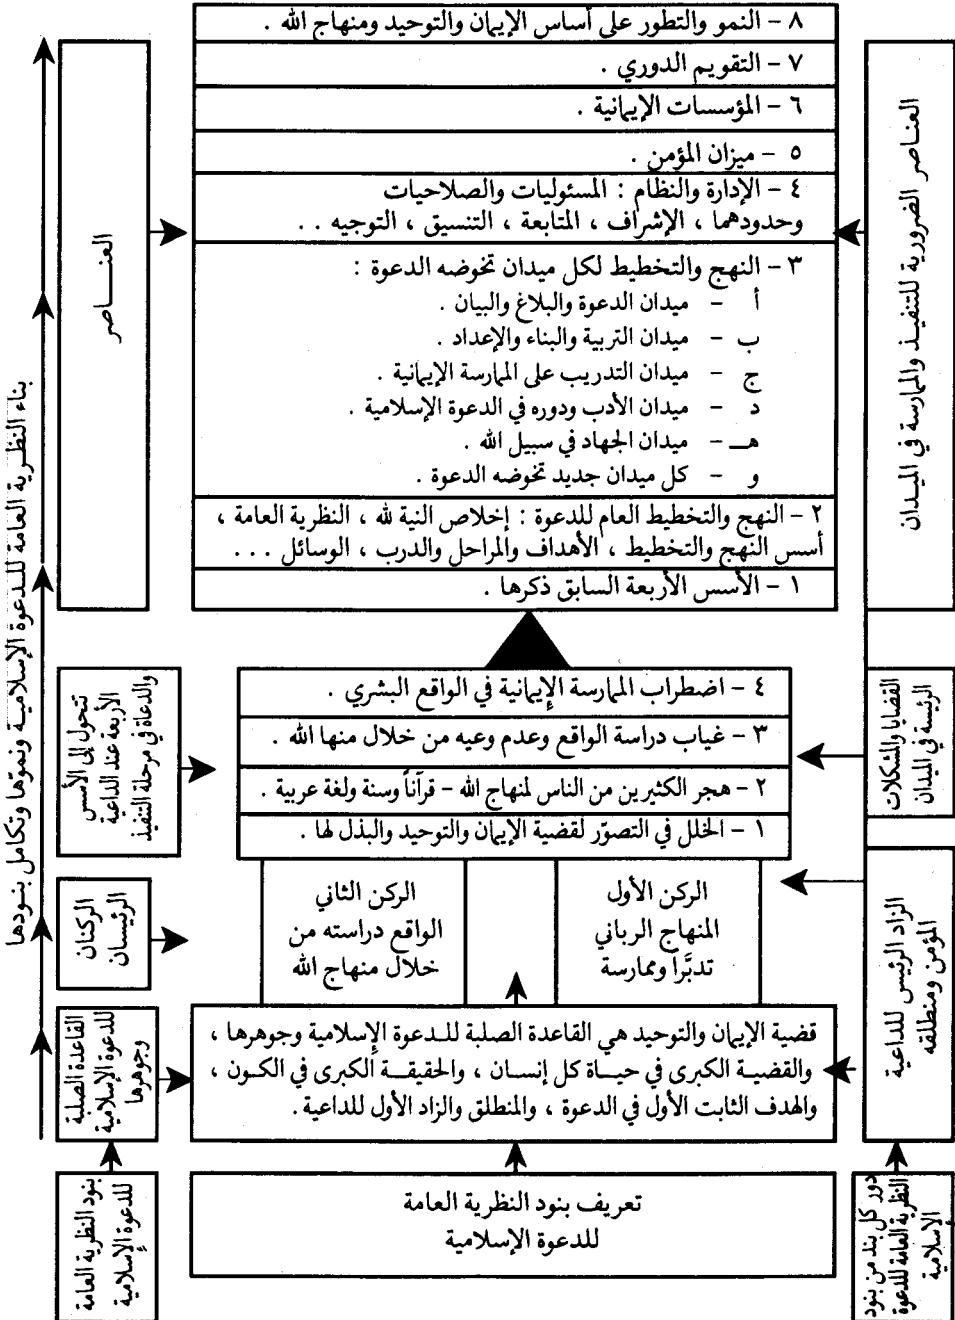 ٨ – النمو والتطور على أساس الإيمان والتوحيد ومنهاج الله .
٧ – التقويم الدوري .
٦ – المؤسسات الإيمانية .
٥ – ميزان المؤمن .
٤ – الإدارة والنظام : المسئوليات والصلاحيات
وحدودهما ، الإشراف ، المتابعة ، التنسيق ، التوجيه . .
٣ – النهج والتخطيط لكل ميدان تخوضه الدعوة :
أ – ميدان الدعوة والبلاغ والبيان .
ب – ميدان التربية والبناء والإعداد .
ج – ميدان التدريب على الممارسة الإيمانية .
د – ميدان الأدب ودوره في الدعوة الإسلامية .
هـ – ميدان الجهاد في سبيل الله .
و – كل ميدان جديد تخوضه الدعوة .
٢ – النهج والتخطيط العام للدعوة : إخلاص النية لله ، النظرية العامة ،
أسس النهج والتخطيط ، الأهداف والمراحل والدرب ، الوسائل . . .
١ – الأسس الأربعة السابق ذكرها .
العناصر الضرورية للتنفيذ والممارسة في الميدان
العناصر
بناء النظرية العامة للدعوة الإسلامية ونموّها وتكامل بنودها
٤ – اضطراب الممارسة الإيمانية في الواقع البشري .
٣ – غياب دراسة الواقع وعدم وعيه من خلال منهاج الله .
٢ – هجر الكثيرين من الناس لمنهاج الله – قرآناً وسنة ولغة عربية .
١ – الخلل في التصوّر لقضية الإيمان والتوحيد والبذل لها .
القضايا والمشكلات
الرئيسة في الميدان
تتحول إلى الأسس
الأربعة عند الداعية
والدعاة في مرحلة التنفيذ
الركن الأول
المنهاج الرباني
تدبَّراً وممارسة
الركن الثاني
الواقع دراسته من
خلال منهاج الله
الركنان
الرئيسان
الزاد الرئيس للداعية
المؤمن ومنطلقه
قضية الإيمان والتوحيد هي القاعدة الصلبة للدعوة الإسلامية وجوهرها ،
والقضية الكبرى في حياة كل إنسان ، والحقيقة الكبرى في الكون ،
والهدف الثابت الأول في الدعوة ، والمنطلق والزاد الأول للداعية .
القاعدة الصلبة
للدعوة الإسلامية
وجوهرها
دور كل بند من بنود
النظرية العامة للدعوة
الإسلامية
تعريف بنود النظرية العامة
للدعوة الإسلامية
بنود النظرية العامة
للدعوة الإسلامية